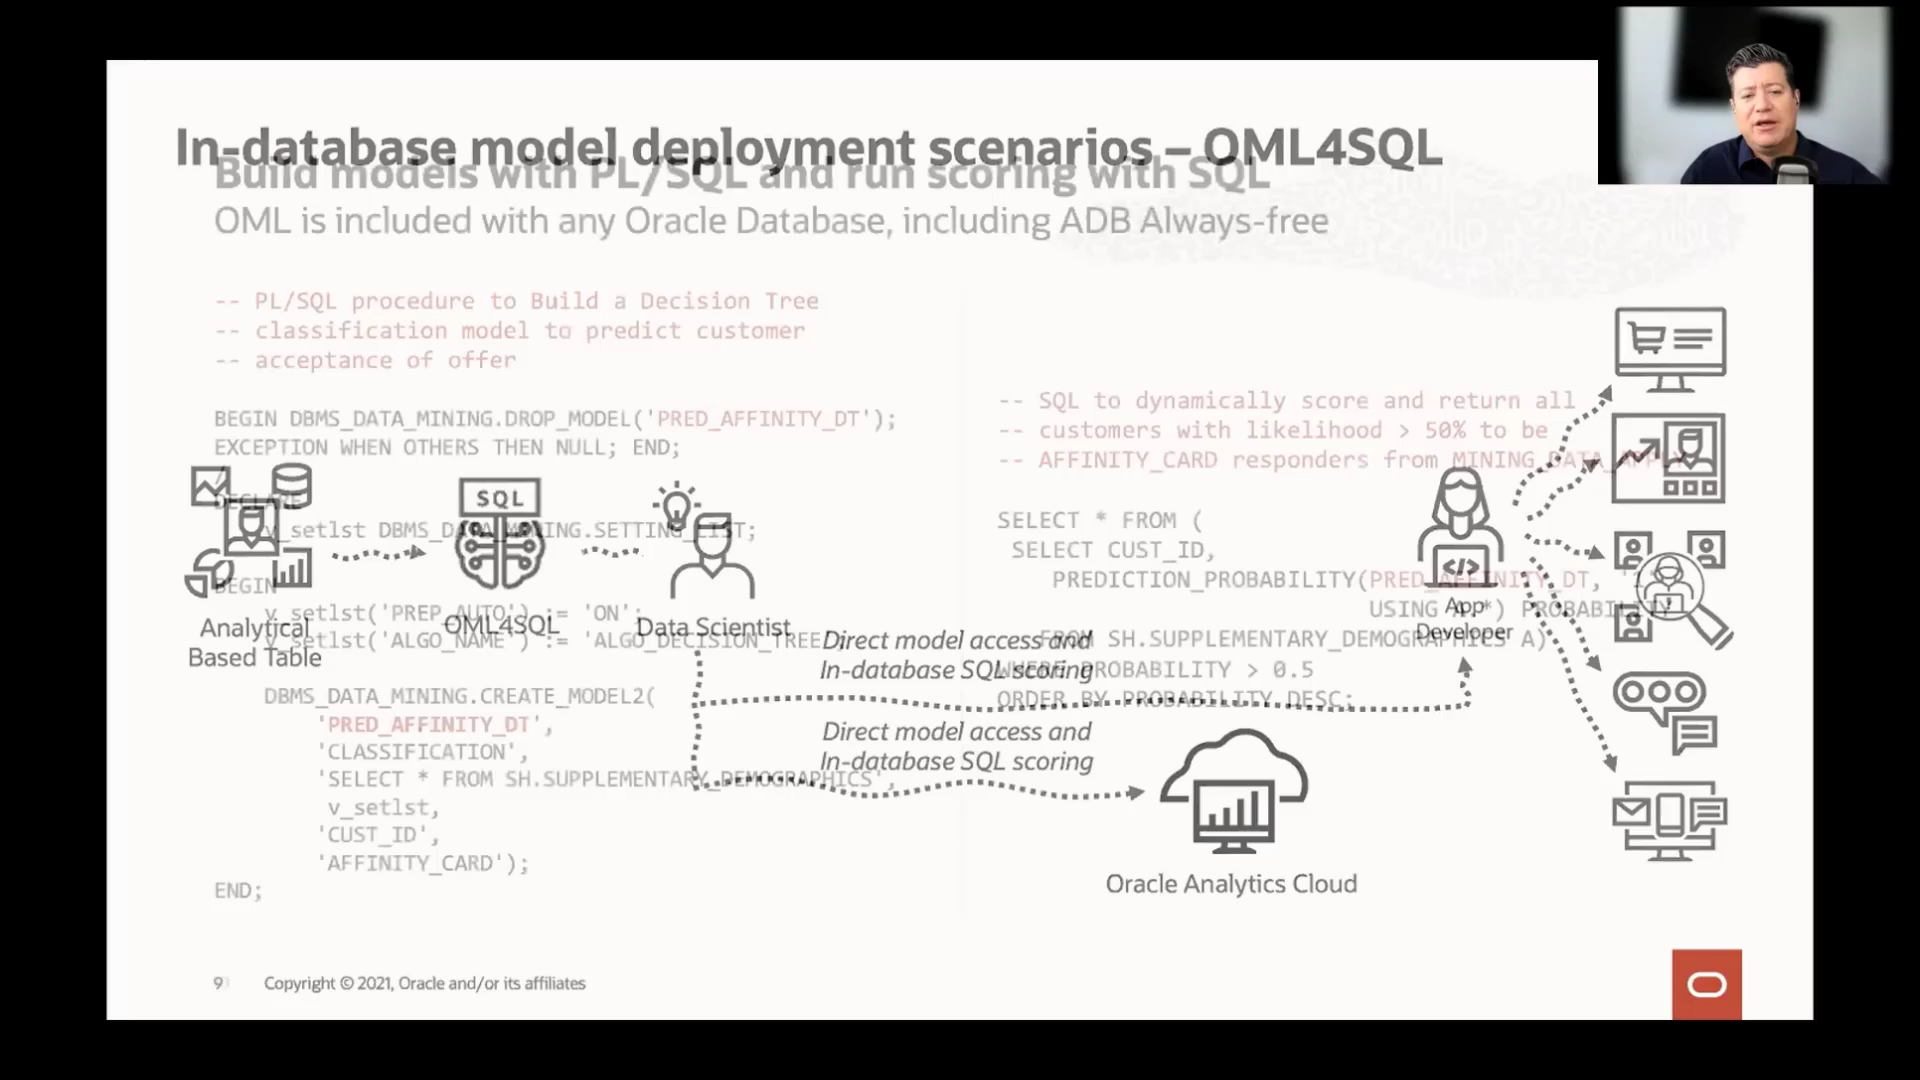 In-database model deployment scenarios – OML4SQL
Build models with PL/SQL and run scoring with SQL
OML is included with any Oracle Database, including ADB Always-free
-- PL/SQL procedure to Build a Decision Tree
-- classification model to predict customer
-- acceptance of offer
BEGIN DBMS_DATA_MINING.DROP_MODEL('PRED_AFFINITY_DT');
EXCEPTION WHEN OTHERS THEN NULL; END;
/
DECLARE
v_setlst DBMS_DATA_MINING.SETTING_LIST;
BEGIN
v_setlst('PREP_AUTO') := 'ON';
v_setlst('ALGO_NAME') := 'ALGO_DECISION_TREE';
DBMS_DATA_MINING.CREATE_MODEL2(
'PRED_AFFINITY_DT',
'CLASSIFICATION',
'SELECT * FROM SH.SUPPLEMENTARY_DEMOGRAPHICS',
v_setlst,
'CUST_ID',
'AFFINITY_CARD');
END;
-- SQL to dynamically score and return all
-- customers with likelihood > 50% to be
-- AFFINITY_CARD responders from MINING_DATA_APPLY
SELECT * FROM (
SELECT CUST_ID,
PREDICTION_PROBABILITY(PRED_AFFINITY_DT, '1'
USING A.*) PROBABILITY
FROM SH.SUPPLEMENTARY_DEMOGRAPHICS A)
WHERE PROBABILITY > 0.5
ORDER BY PROBABILITY DESC;
SQL
Analytical
Based Table
OML4SQL
Data Scientist
Direct model access and
In-database SQL scoring
Direct model access and
In-database SQL scoring
</>
App
Developer
Oracle Analytics Cloud
9
Copyright © 2021, Oracle and/or its affiliates